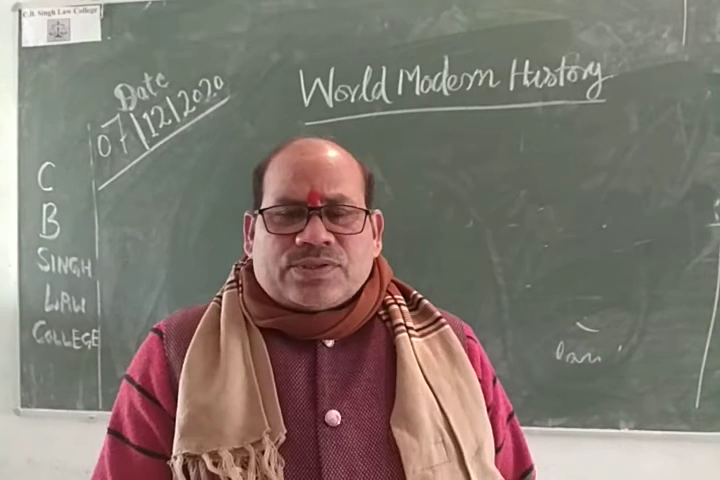 C.B. Singh Law College
Date
07/12/2020
World Modern History
C
B
SINGH
LAW
COLLEGE